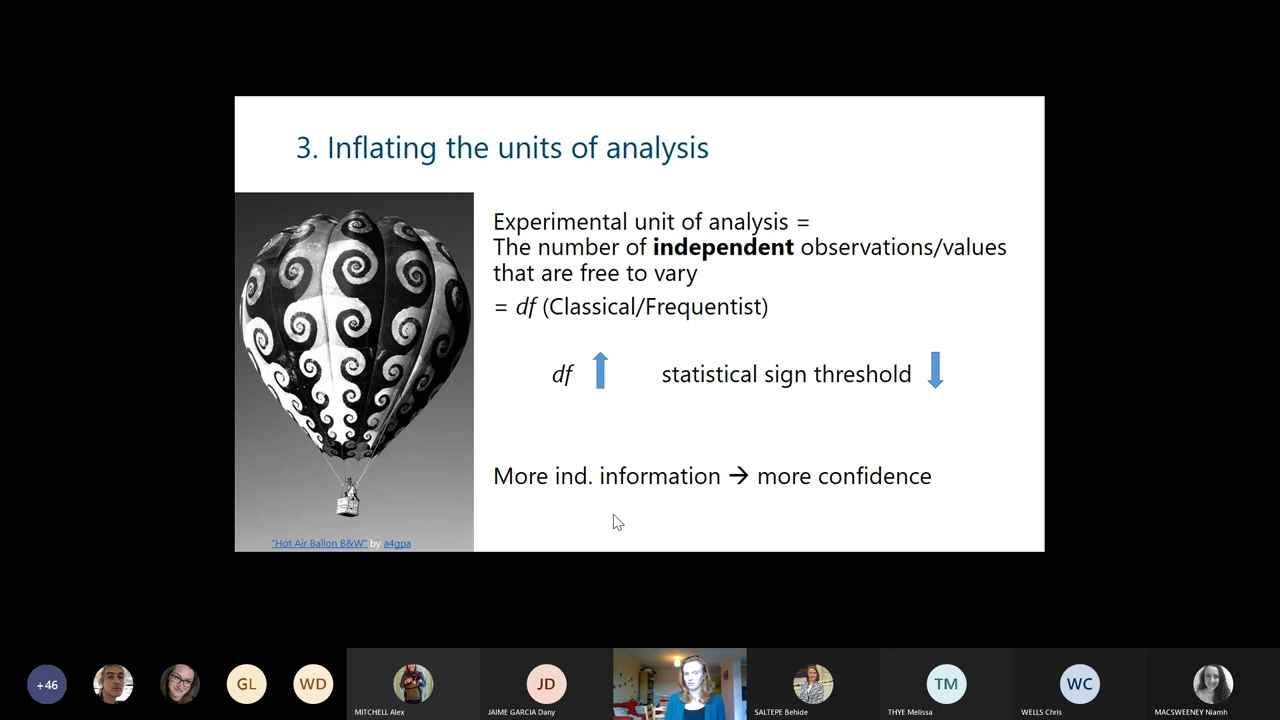 3. Inflating the units of analysis
Experimental unit of analysis =
The number of independent observations/values
that are free to vary
= df (Classical/Frequentist)
df
statistical sign threshold
More ind. information → more confidence
"Hot Air Ballon B&W" by a4gpa
+46
GL
WD
MITCHELL Alex
JD
JAIME GARCIA Dany
SALTEPE Behide
TM
THYE Melissa
WC
WELLS Chris
MACSWEENEY Niamh